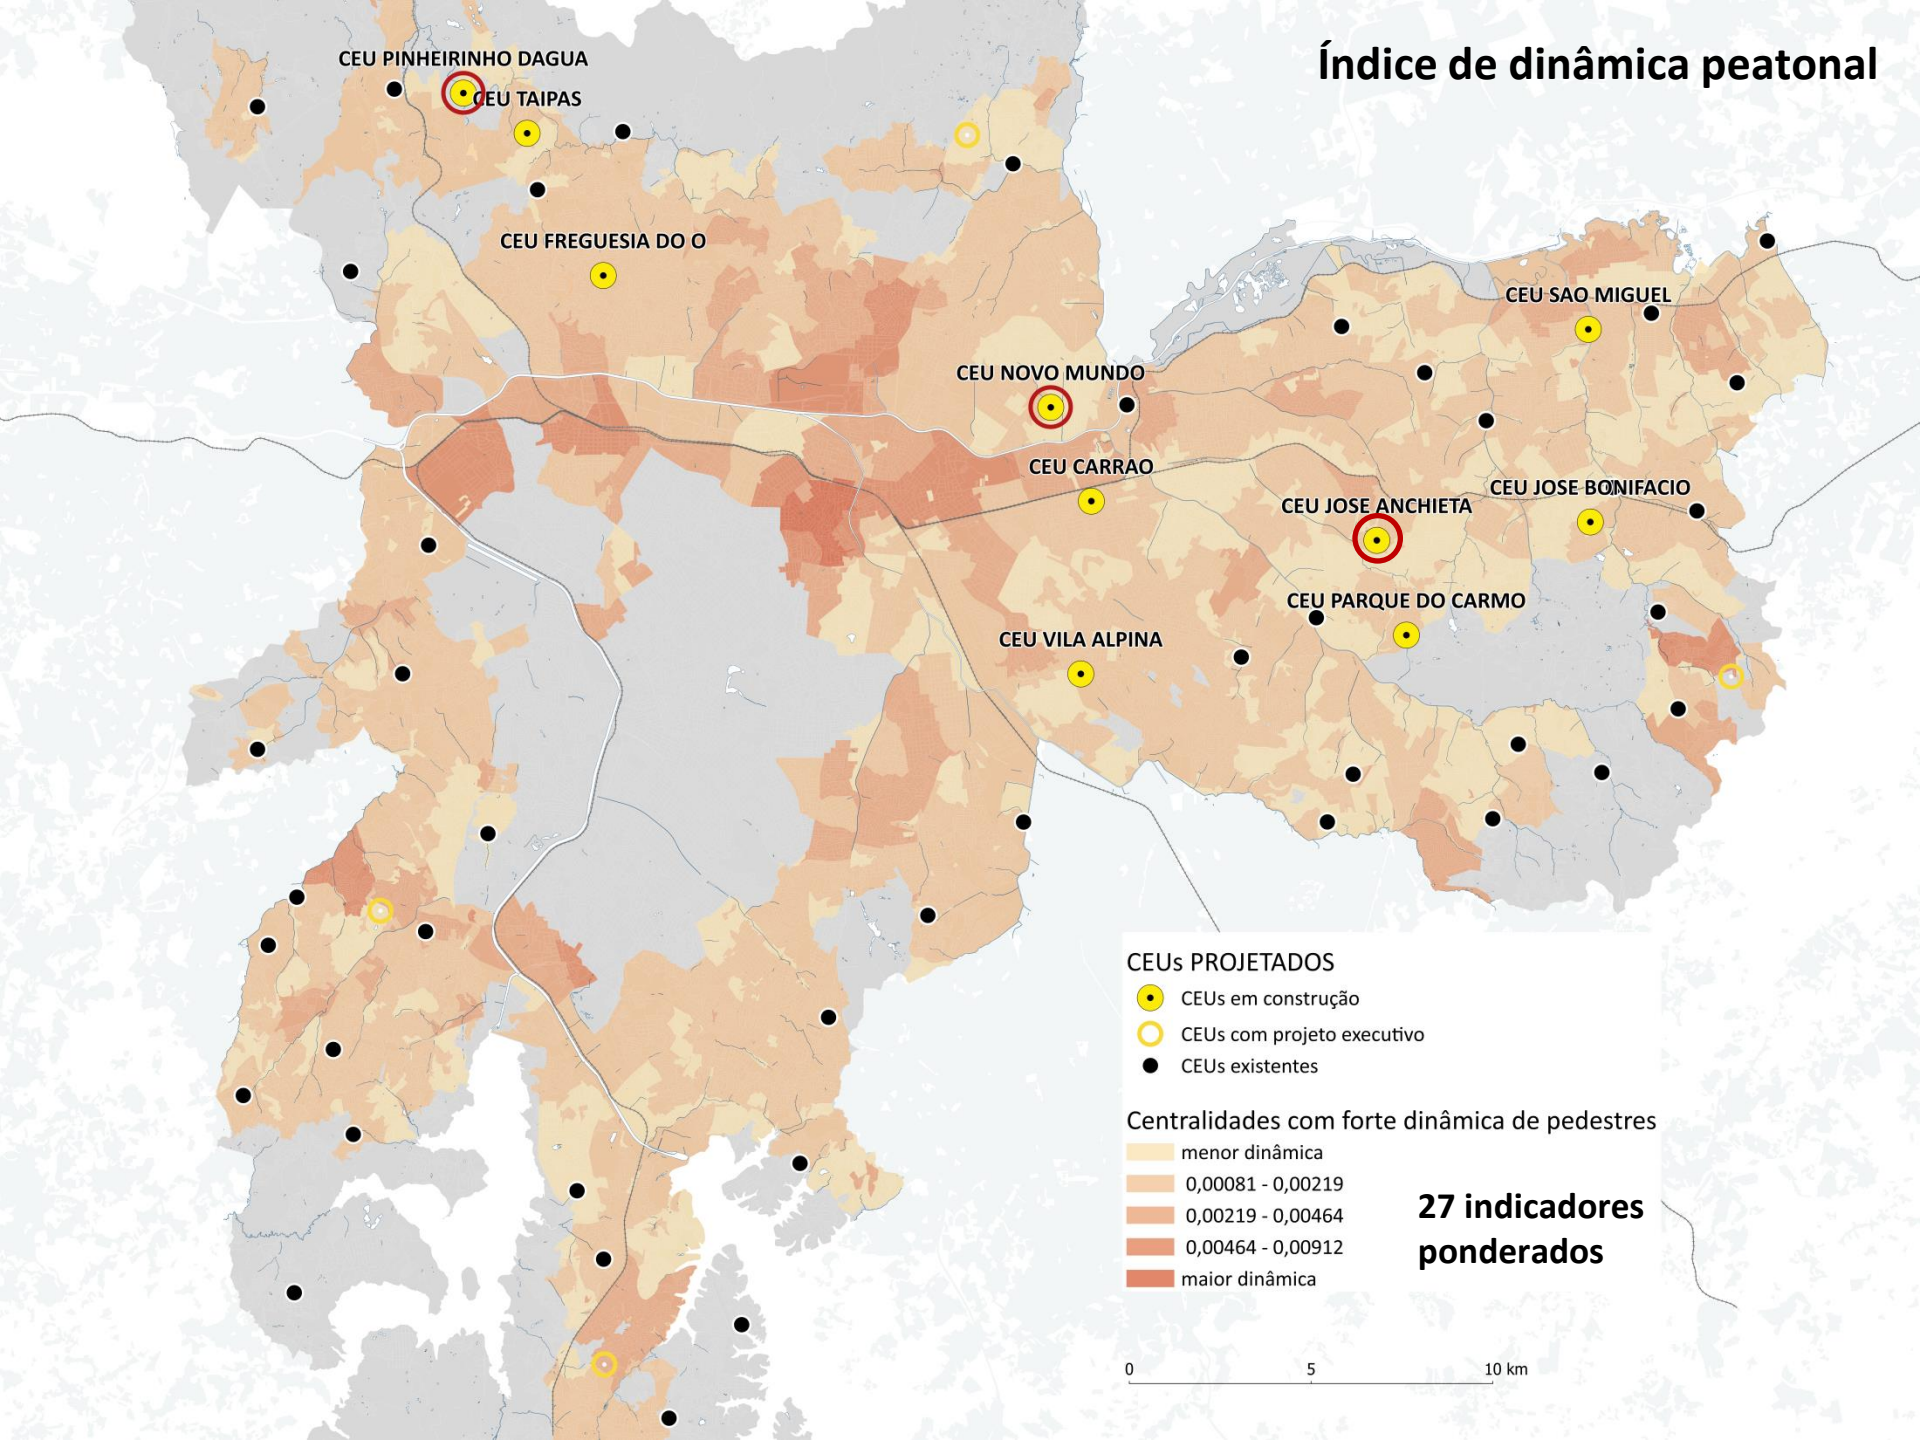 Índice de dinâmica peatonal
CEU PINHEIRINHO DAGUA
CEU TAIPAS
CEU FREGUESIA DO O
CEU SAO MIGUEL
CEU NOVO MUNDO
CEU CARRAO
CEU JOSE BONIFACIO
CEU JOSE ANCHIETA
CEU PARQUE DO CARMO
CEU VILA ALPINA
CEUs PROJETADOS
CEUs em construção
CEUs com projeto executivo
CEUs existentes
Centralidades com forte dinâmica de pedestres
menor dinâmica
0,00081 - 0,00219
0,00219 - 0,00464
0,00464 - 0,00912
maior dinâmica
27 indicadores
ponderados
0 5 10 km